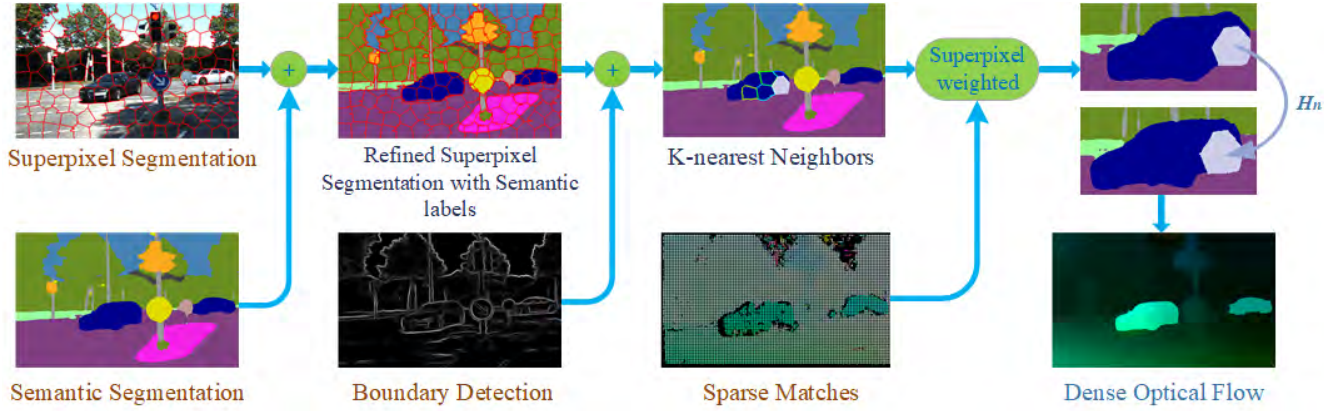 +
+
Superpixel
weighted
Hn
Superpixel Segmentation
Refined Superpixel
Segmentation with Semantic
labels
K-nearest Neighbors
Semantic Segmentation
Boundary Detection
Sparse Matches
Dense Optical Flow